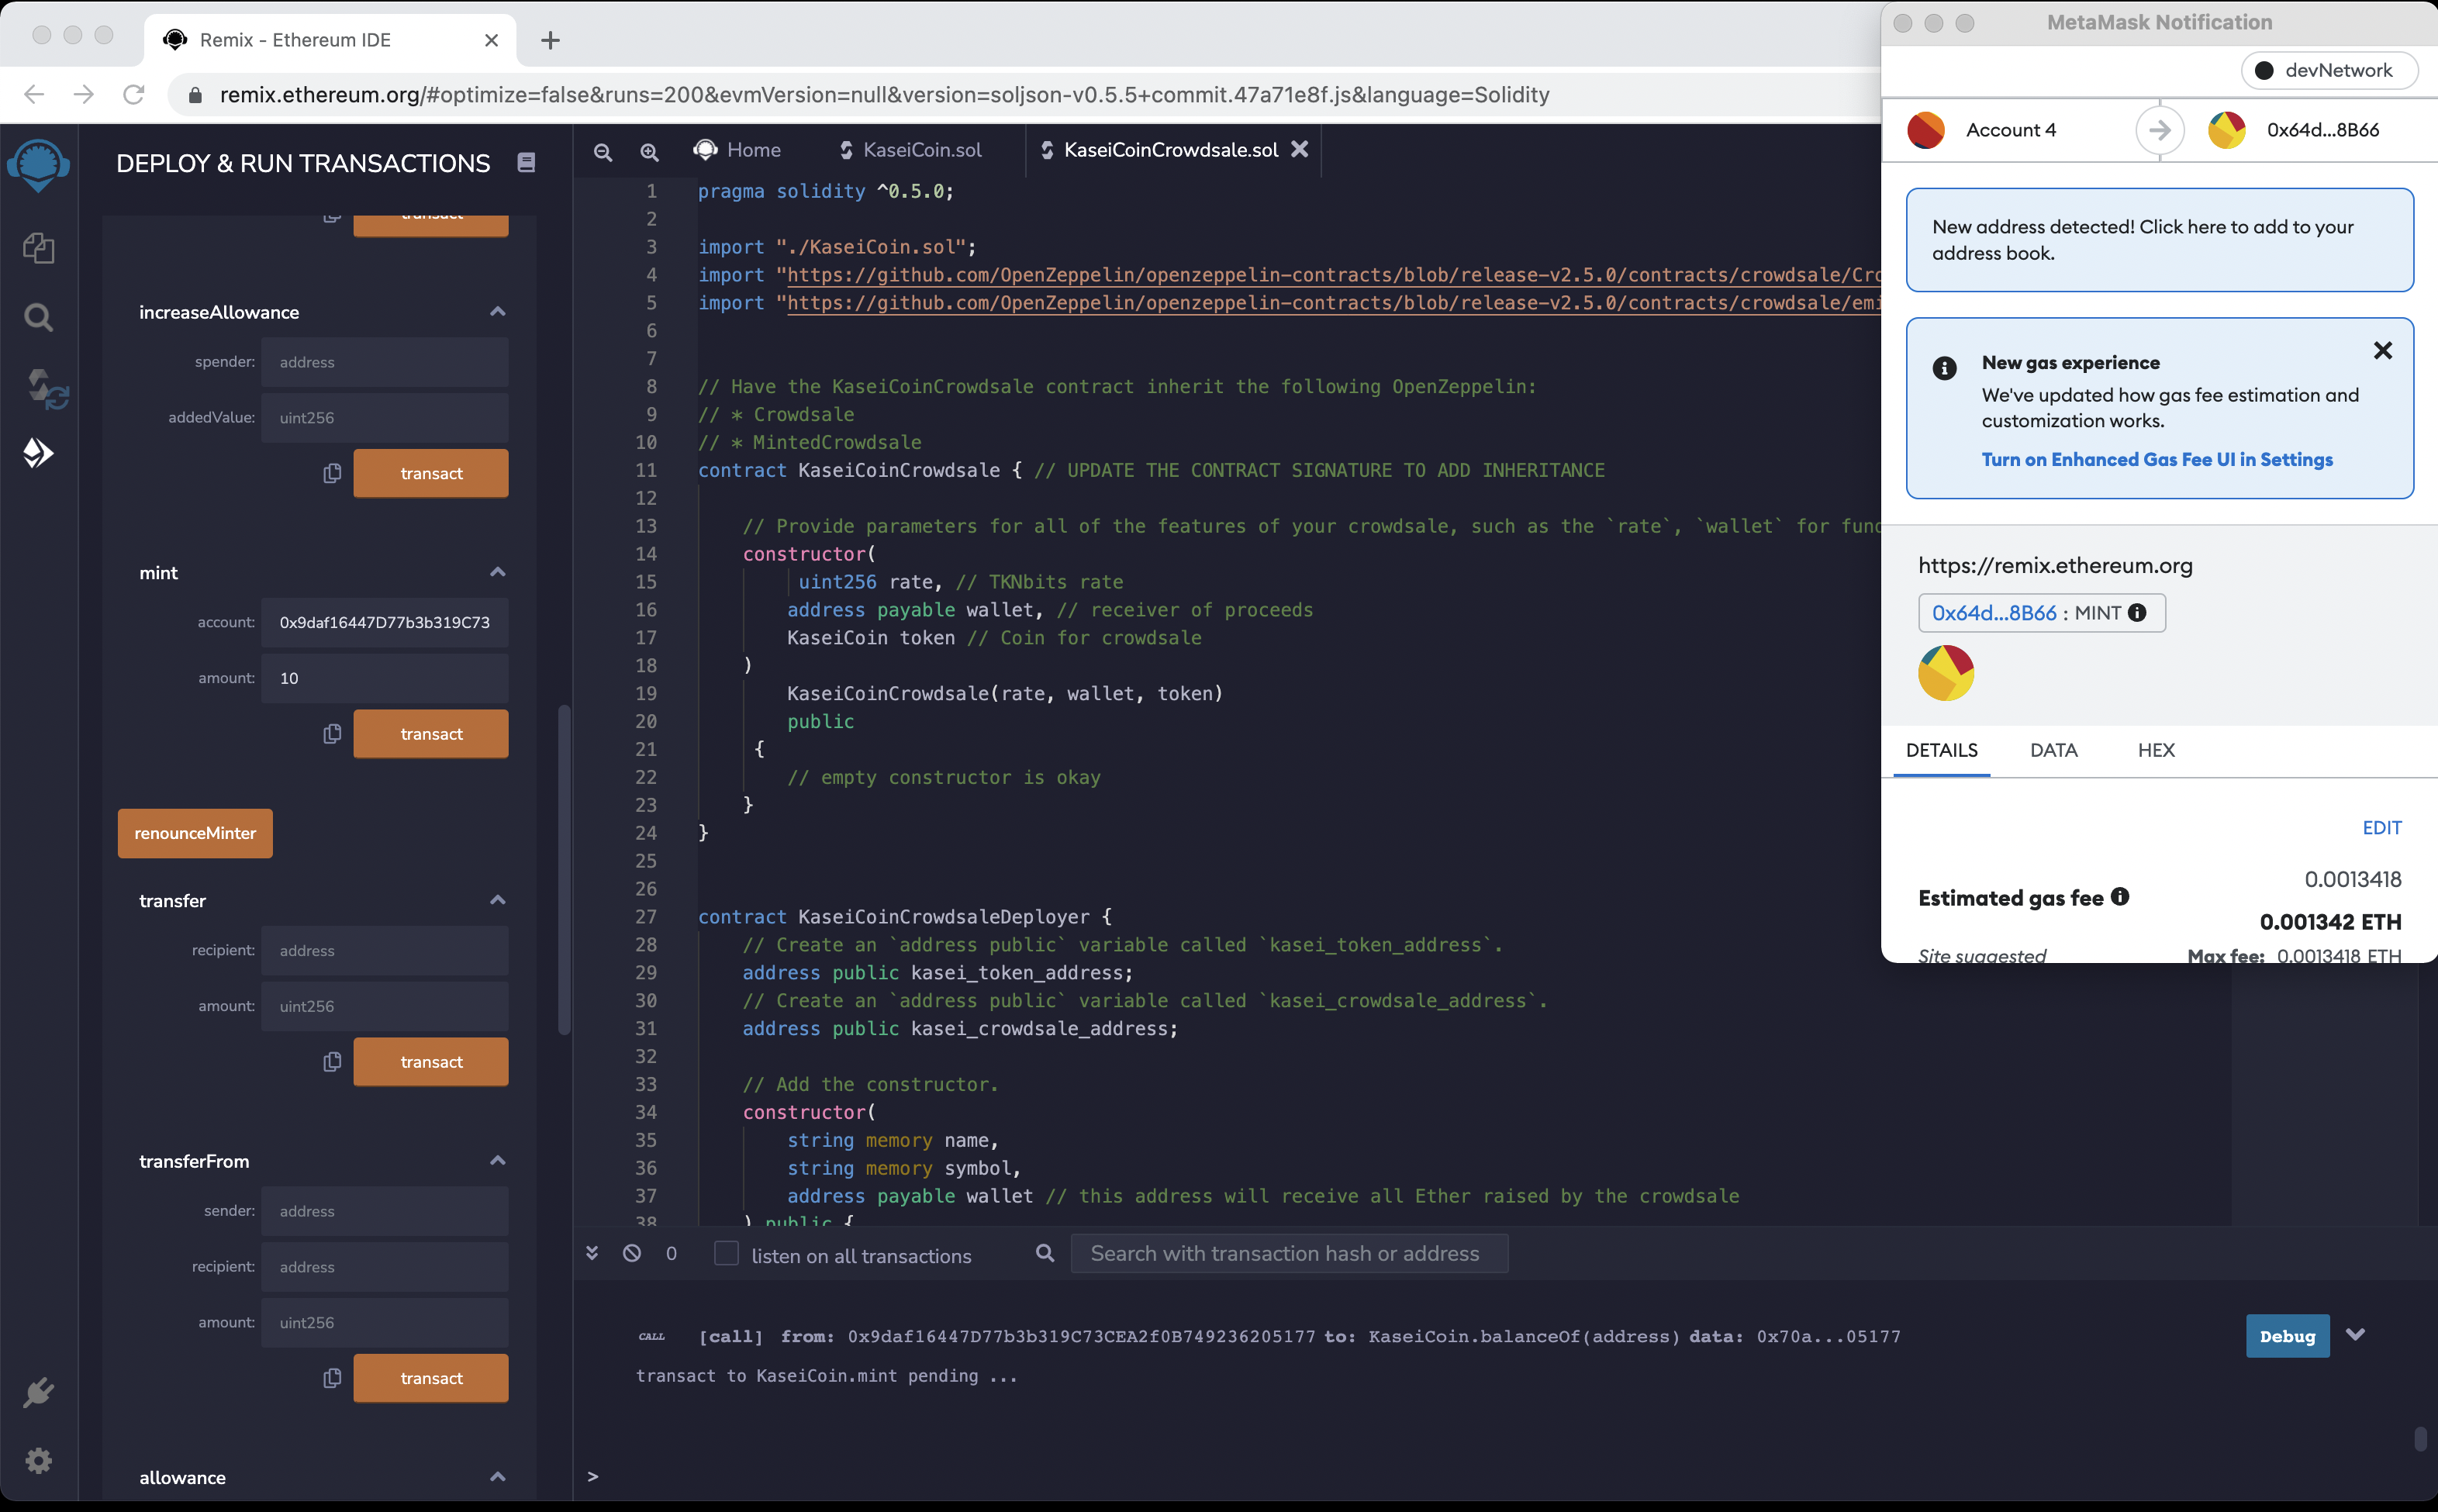 Remix - Ethereum IDE
remix.ethereum.org/#optimize=false&runs=200&evmVersion=null&version=soljson-v0.5.5+commit.47a71e8f.js&language=Solidity
DEPLOY & RUN TRANSACTIONS
transact
increaseAllowance
spender: address
addedValue: uint256
transact
mint
account: 0x9daf16447D77b3b319C73
amount: 10
transact
renounceMinter
transfer
recipient: address
amount: uint256
transact
transferFrom
sender: address
recipient: address
amount: uint256
transact
allowance
Home
KaseiCoin.sol
KaseiCoinCrowdsale.sol
1 pragma solidity ^0.5.0;
2
3 import "./KaseiCoin.sol";
4 import "https://github.com/OpenZeppelin/openzeppelin-contracts/blob/release-v2.5.0/contracts/crowdsale/Cro
5 import "https://github.com/OpenZeppelin/openzeppelin-contracts/blob/release-v2.5.0/contracts/crowdsale/emi
6
7
8 // Have the KaseiCoinCrowdsale contract inherit the following OpenZeppelin:
9 // * Crowdsale
10 // * MintedCrowdsale
11 contract KaseiCoinCrowdsale { // UPDATE THE CONTRACT SIGNATURE TO ADD INHERITANCE
12
13 // Provide parameters for all of the features of your crowdsale, such as the `rate`, `wallet` for fund
14 constructor(
15 uint256 rate, // TKNbits rate
16 address payable wallet, // receiver of proceeds
17 KaseiCoin token // Coin for crowdsale
18 )
19 KaseiCoinCrowdsale(rate, wallet, token)
20 public
21 {
22 // empty constructor is okay
23 }
24 }
25
26
27 contract KaseiCoinCrowdsaleDeployer {
28 // Create an `address public` variable called `kasei_token_address`.
29 address public kasei_token_address;
30 // Create an `address public` variable called `kasei_crowdsale_address`.
31 address public kasei_crowdsale_address;
32
33 // Add the constructor.
34 constructor(
35 string memory name,
36 string memory symbol,
37 address payable wallet // this address will receive all Ether raised by the crowdsale
38 ) public {
0
listen on all transactions
Search with transaction hash or address
CALL [call] from: 0x9daf16447D77b3b319C73CEA2f0B749236205177 to: KaseiCoin.balanceOf(address) data: 0x70a...05177
Debug
transact to KaseiCoin.mint pending ...
>
MetaMask Notification
devNetwork
Account 4
0x64d...8B66
New address detected! Click here to add to your
address book.
New gas experience
We've updated how gas fee estimation and
customization works.
Turn on Enhanced Gas Fee UI in Settings
https://remix.ethereum.org
0x64d...8B66 : MINT
DETAILS
DATA
HEX
EDIT
0.0013418
Estimated gas fee
0.001342 ETH
Site suggested
Max fee: 0.0013418 ETH